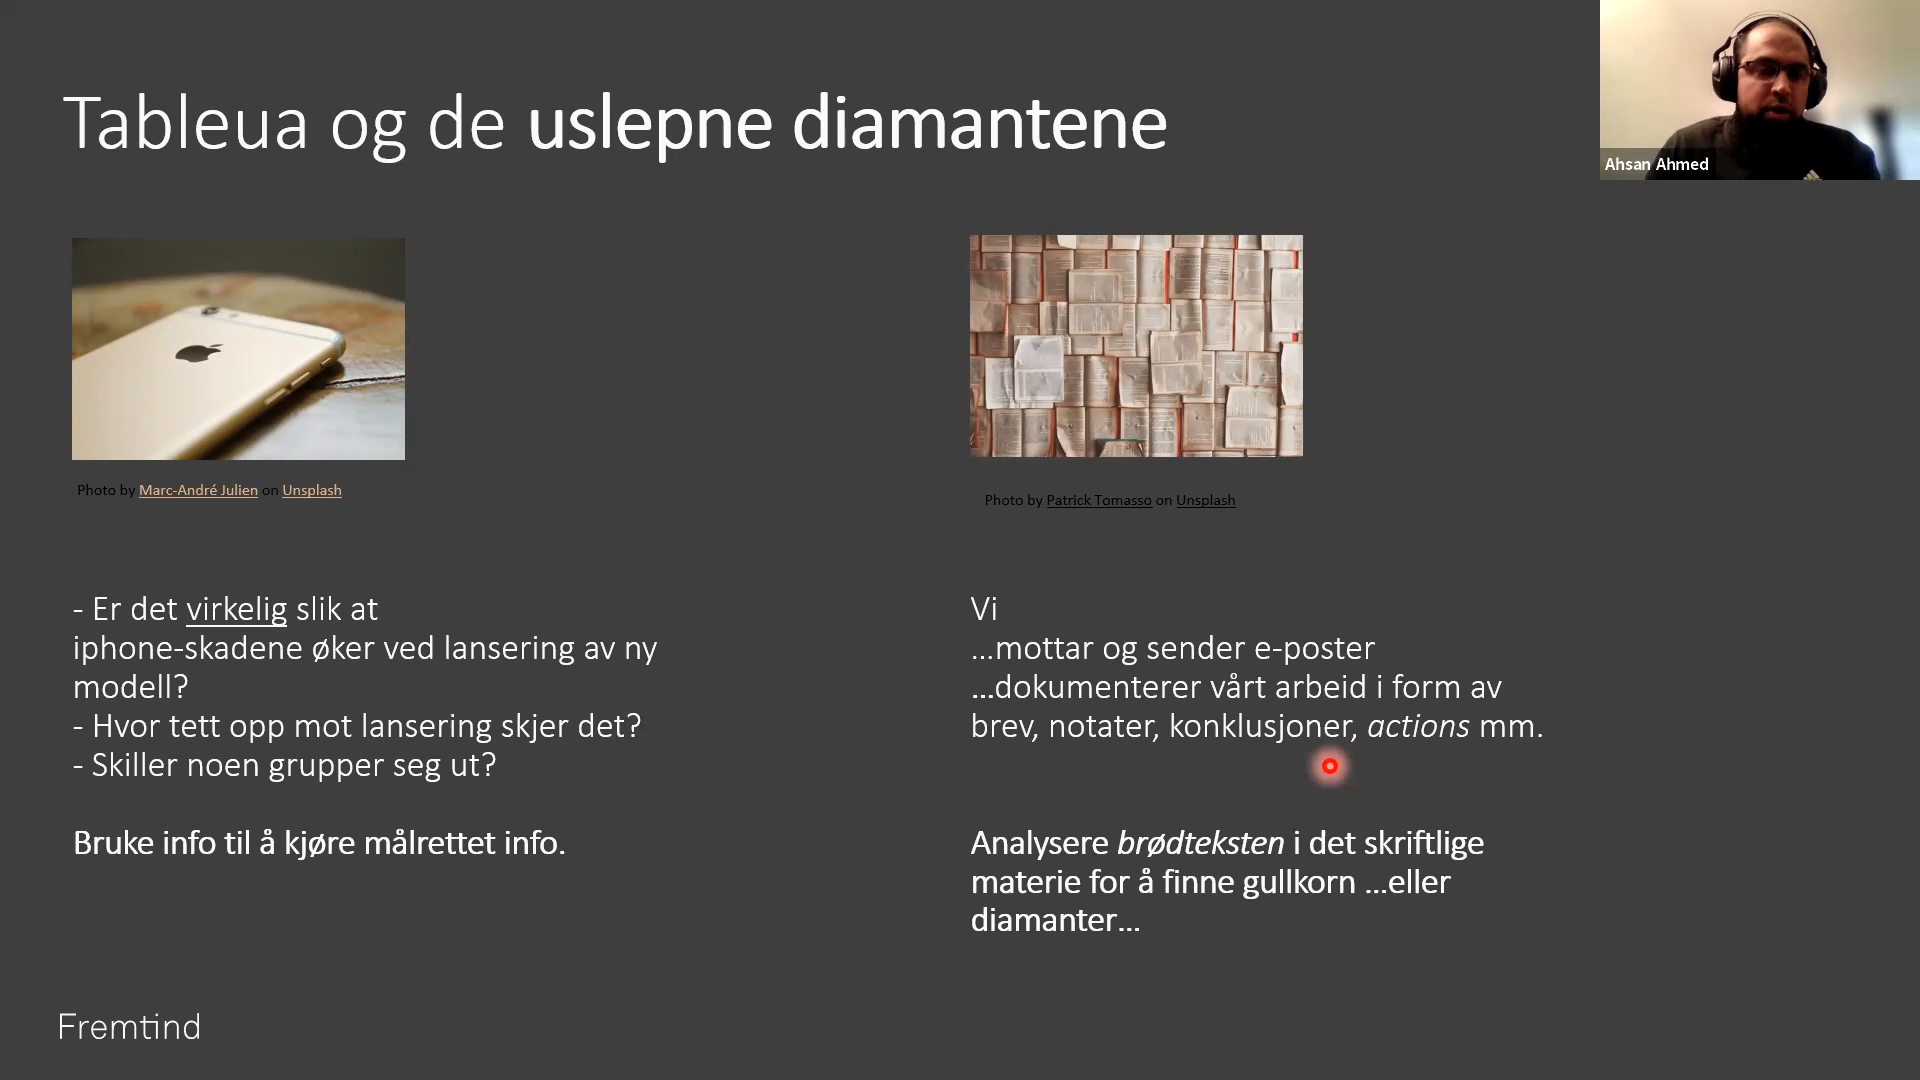 Tableua og de uslepne diamantene
Ahsan Ahmed
Photo by Marc-André Julien on Unsplash
- Er det virkelig slik at
iphone-skadene øker ved lansering av ny
modell?
- Hvor tett opp mot lansering skjer det?
- Skiller noen grupper seg ut?
Bruke info til å kjøre målrettet info.
Photo by Patrick Tomasso on Unsplash
Vi
...mottar og sender e-poster
...dokumenterer vårt arbeid i form av
brev, notater, konklusjoner, actions mm.
Analysere brødteksten i det skriftlige
materie for å finne gullkorn ...eller
diamanter...
Fremtind